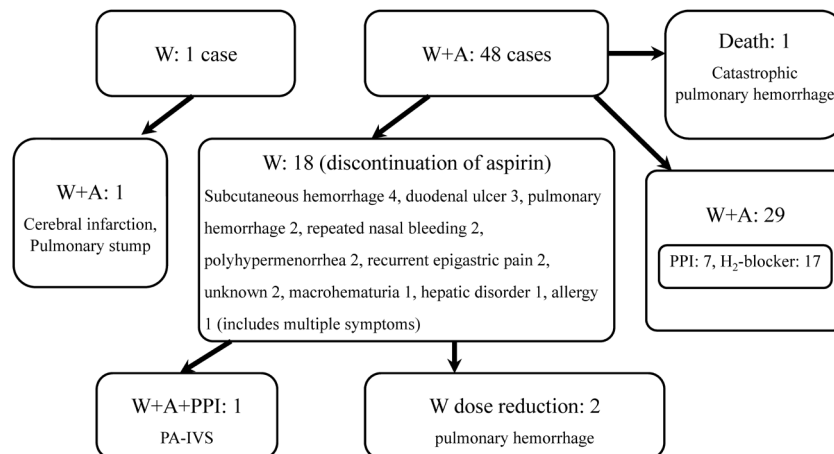 W: 1 case
W+A: 48 cases
Death: 1
Catastrophic
pulmonary hemorrhage
W+A: 1
Cerebral infarction,
Pulmonary stump
W: 18 (discontinuation of aspirin)
Subcutaneous hemorrhage 4, duodenal ulcer 3, pulmonary
hemorrhage 2, repeated nasal bleeding 2,
polyhypermenorrhea 2, recurrent epigastric pain 2,
unknown 2, macrohematuria 1, hepatic disorder 1, allergy
1 (includes multiple symptoms)
W+A: 29
PPI: 7, H₂-blocker: 17
W+A+PPI: 1
PA-IVS
W dose reduction: 2
pulmonary hemorrhage